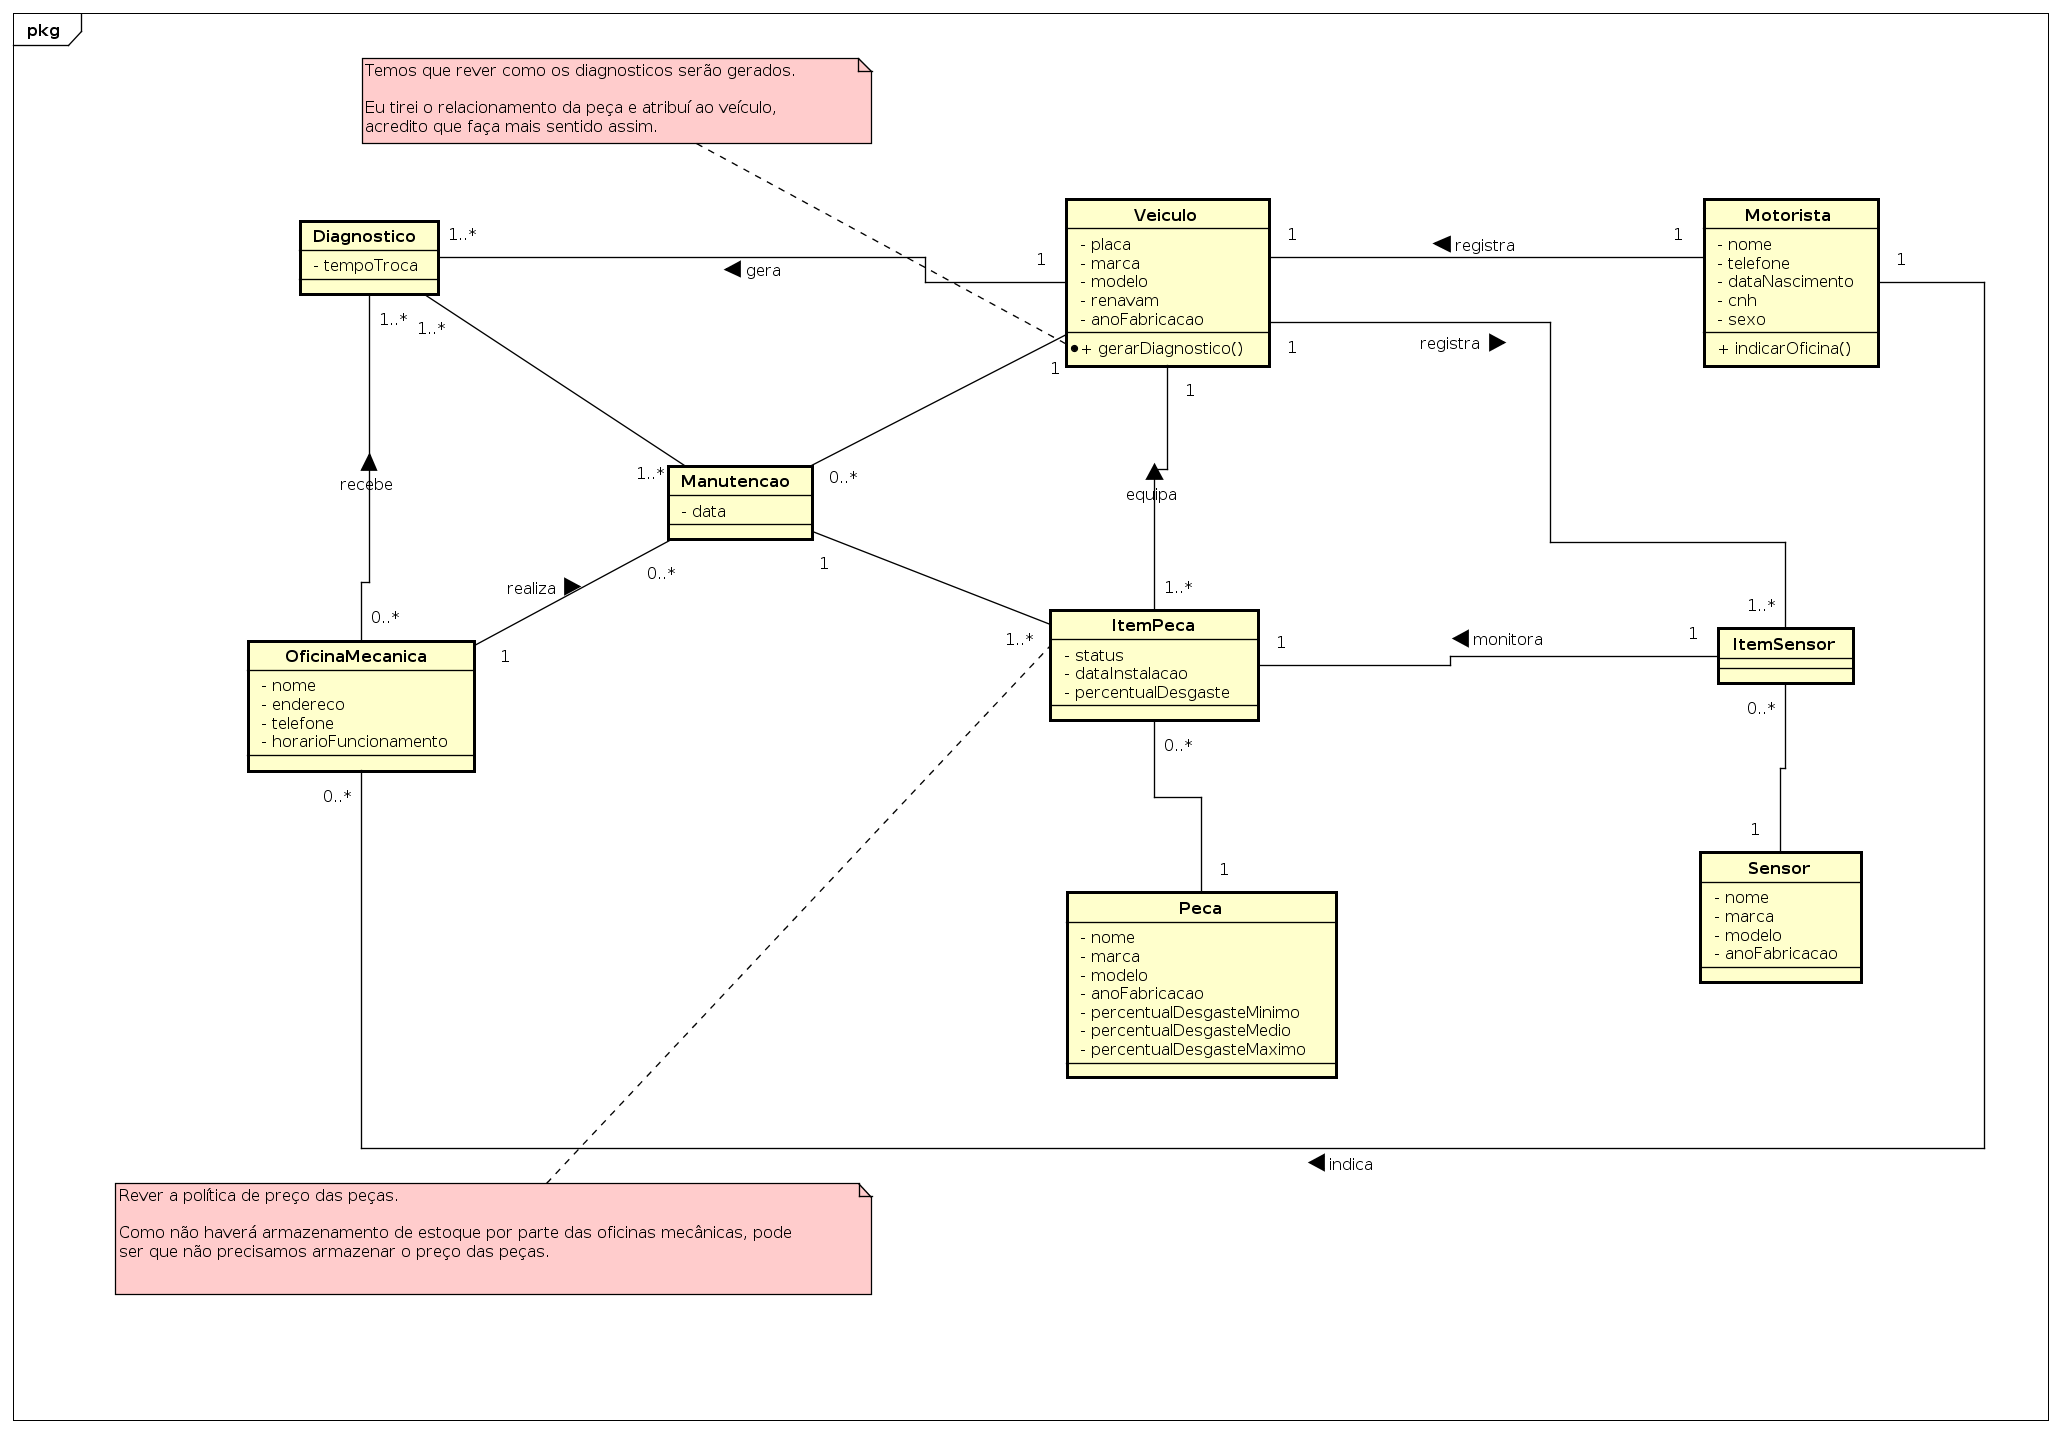 pkg
Temos que rever como os diagnosticos serão gerados.
Eu tirei o relacionamento da peça e atribuí ao veículo,
acredito que faça mais sentido assim.
Diagnostico
- tempoTroca
1..*
gera
1
Veiculo
- placa
- marca
- modelo
- renavam
- anoFabricacao
+ gerarDiagnostico()
1
registra
1
Motorista
- nome
- telefone
- dataNascimento
- cnh
- sexo
+ indicarOficina()
1
1..*
1..*
1
1
registra
1
1
recebe
1..*
Manutencao
- data
0..*
equipa
realiza
0..*
1
1..*
1..*
0..*
OficinaMecanica
- nome
- endereco
- telefone
- horarioFuncionamento
1
1..*
ItemPeca
- status
- dataInstalacao
- percentualDesgaste
1
monitora
1
ItemSensor
0..*
0..*
0..*
1
1
Peca
- nome
- marca
- modelo
- anoFabricacao
- percentualDesgasteMinimo
- percentualDesgasteMedio
- percentualDesgasteMaximo
Sensor
- nome
- marca
- modelo
- anoFabricacao
indica
Rever a política de preço das peças.
Como não haverá armazenamento de estoque por parte das oficinas mecânicas, pode
ser que não precisamos armazenar o preço das peças.